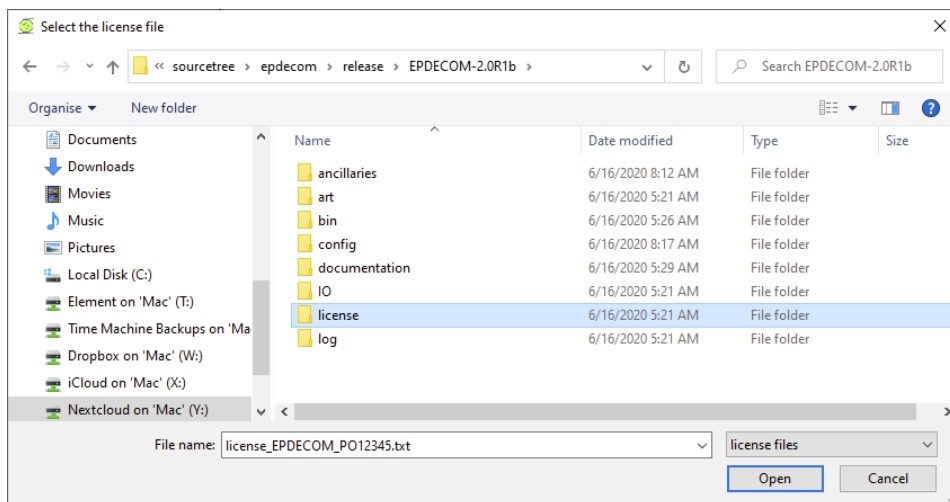 Select the license file
« sourcetree › epdecom › release › EPDECOM-2.0R1b ›
Search EPDECOM-2.0R1b
Organise New folder
Documents
Downloads
Movies
Music
Pictures
Local Disk (C:)
Element on 'Mac' (T:)
Time Machine Backups on 'Ma
Dropbox on 'Mac' (W:)
iCloud on 'Mac' (X:)
Nextcloud on 'Mac' (Y:)
Name Date modified Type Size
ancillaries 6/16/2020 8:12 AM File folder
art 6/16/2020 5:21 AM File folder
bin 6/16/2020 5:26 AM File folder
config 6/16/2020 8:17 AM File folder
documentation 6/16/2020 5:29 AM File folder
IO 6/16/2020 5:21 AM File folder
license 6/16/2020 5:21 AM File folder
log 6/16/2020 5:21 AM File folder
File name: license_EPDECOM_PO12345.txt license files
Open Cancel